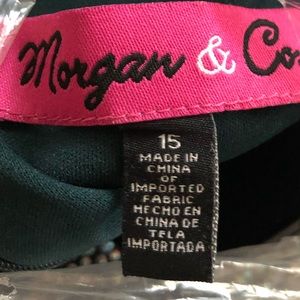 Morgan & Co.
15
MADE IN
CHINA
OF
IMPORTED
FABRIC
HECHO EN
CHINA DE
TELA
IMPORTADA